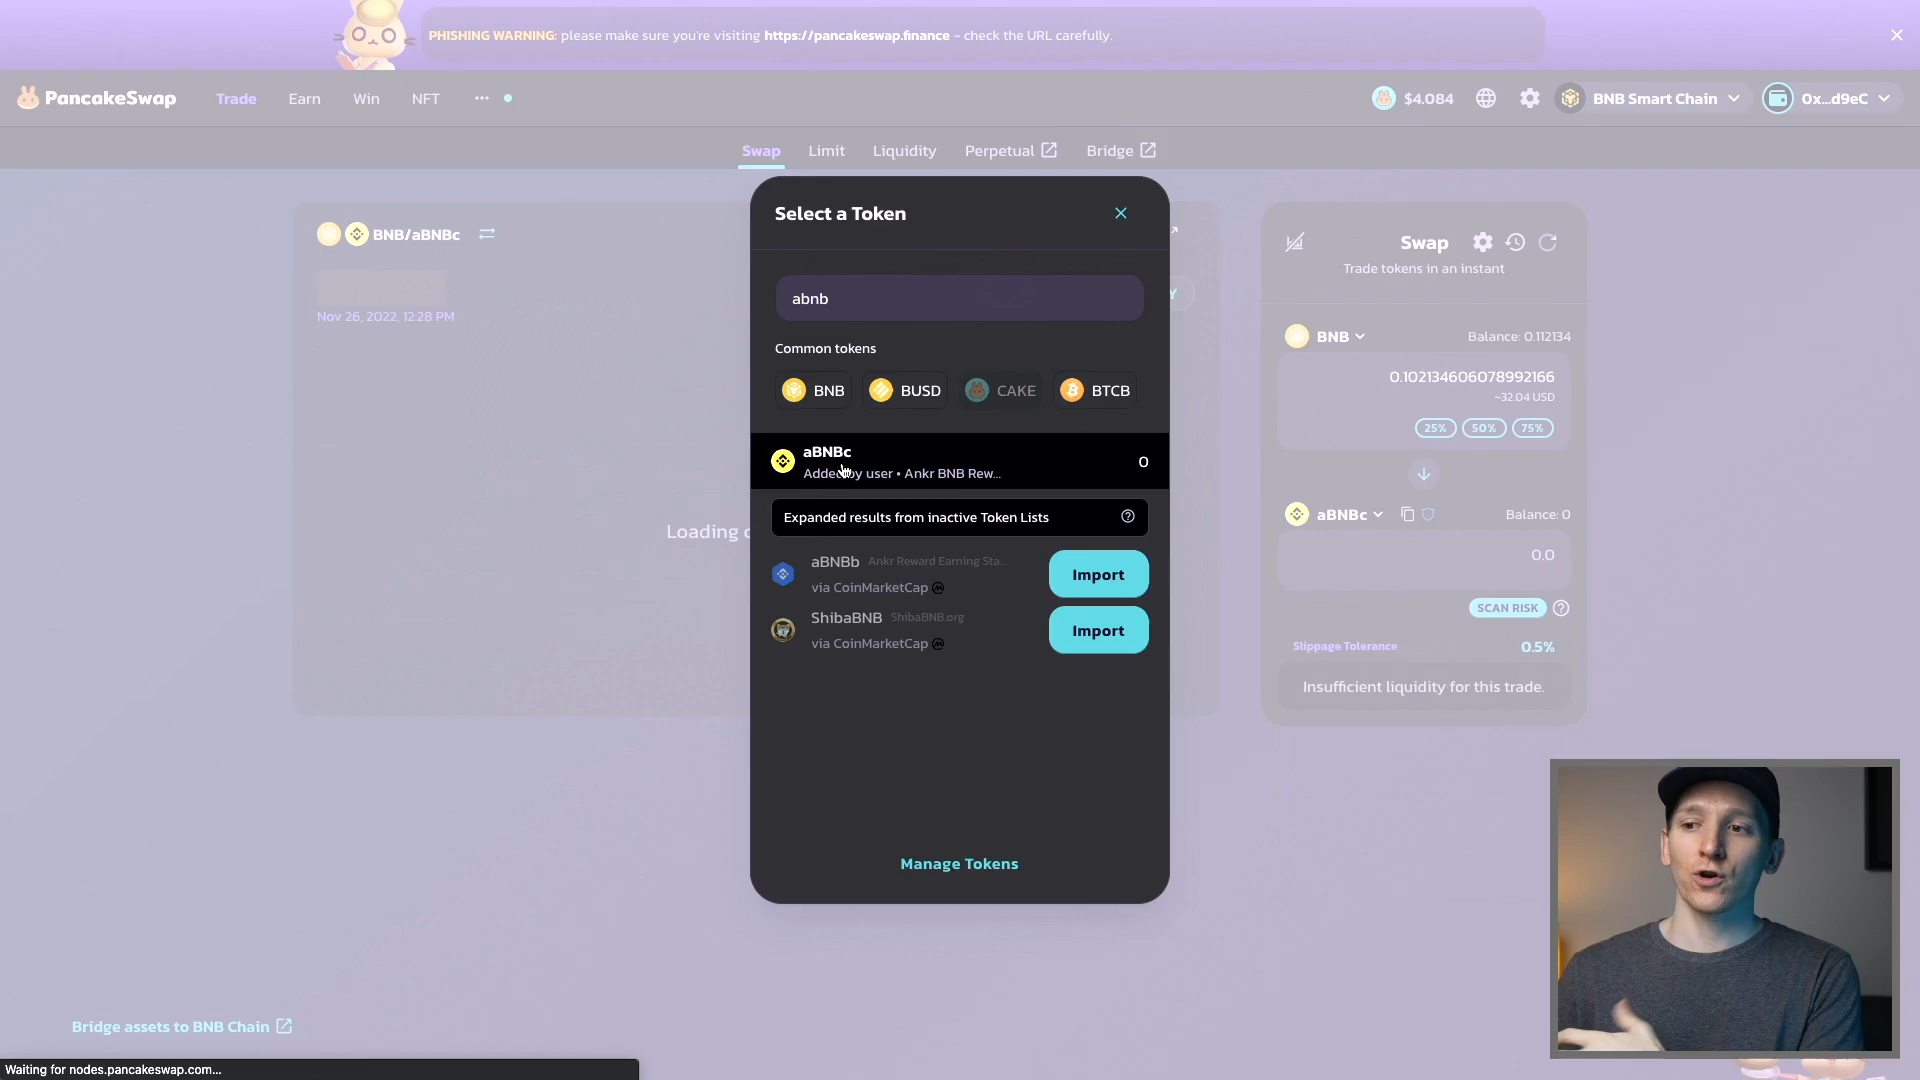 PHISHING WARNING: please make sure you're visiting https://pancakeswap.finance - check the URL carefully.
PancakeSwap
Trade
Earn
Win
NFT
$4.084
BNB Smart Chain
0x...d9eC
Swap
Limit
Liquidity
Perpetual
Bridge
BNB/aBNBc
Nov 26, 2022, 12:28 PM
Loading
Select a Token
abnb
Common tokens
BNB
BUSD
CAKE
BTCB
aBNBc
0
Added by user • Ankr BNB Rew...
Expanded results from inactive Token Lists
aBNBb Ankr Reward Earning Sta...
via CoinMarketCap
Import
ShibaBNB ShibaBNB.org
via CoinMarketCap
Import
Manage Tokens
Swap
Trade tokens in an instant
BNB
Balance: 0.112134
0.102134606078992166
~32.04 USD
25%
50%
75%
aBNBc
Balance: 0
0.0
SCAN RISK
Slippage Tolerance
0.5%
Insufficient liquidity for this trade.
Bridge assets to BNB Chain
Waiting for nodes.pancakeswap.com...